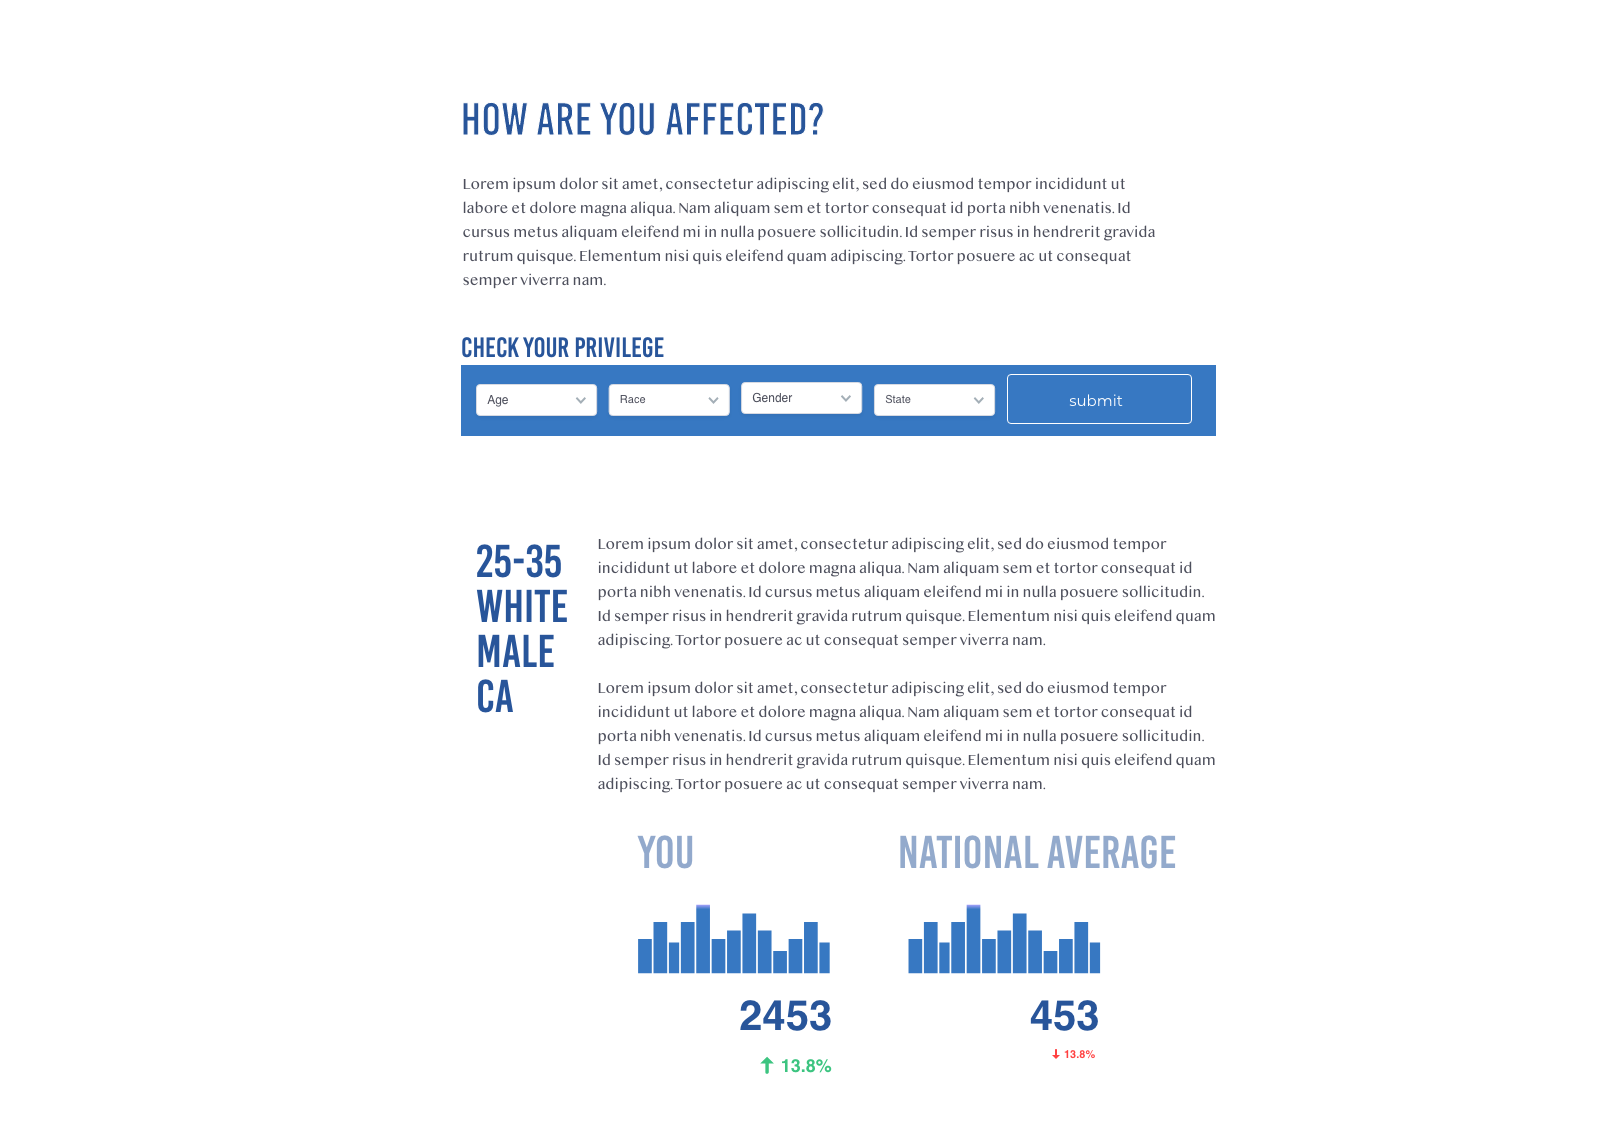 HOW ARE YOU AFFECTED?
Lorem ipsum dolor sit amet, consectetur adipiscing elit, sed do eiusmod tempor incididunt ut
labore et dolore magna aliqua. Nam aliquam sem et tortor consequat id porta nibh venenatis. Id
cursus metus aliquam eleifend mi in nulla posuere sollicitudin. Id semper risus in hendrerit gravida
rutrum quisque. Elementum nisi quis eleifend quam adipiscing. Tortor posuere ac ut consequat
semper viverra nam.
CHECK YOUR PRIVILEGE
Age Race Gender State submit
25-35
WHITE
MALE
CA
Lorem ipsum dolor sit amet, consectetur adipiscing elit, sed do eiusmod tempor
incididunt ut labore et dolore magna aliqua. Nam aliquam sem et tortor consequat id
porta nibh venenatis. Id cursus metus aliquam eleifend mi in nulla posuere sollicitudin.
Id semper risus in hendrerit gravida rutrum quisque. Elementum nisi quis eleifend quam
adipiscing. Tortor posuere ac ut consequat semper viverra nam.
Lorem ipsum dolor sit amet, consectetur adipiscing elit, sed do eiusmod tempor
incididunt ut labore et dolore magna aliqua. Nam aliquam sem et tortor consequat id
porta nibh venenatis. Id cursus metus aliquam eleifend mi in nulla posuere sollicitudin.
Id semper risus in hendrerit gravida rutrum quisque. Elementum nisi quis eleifend quam
adipiscing. Tortor posuere ac ut consequat semper viverra nam.
YOU
2453
13.8%
NATIONAL AVERAGE
453
13.8%